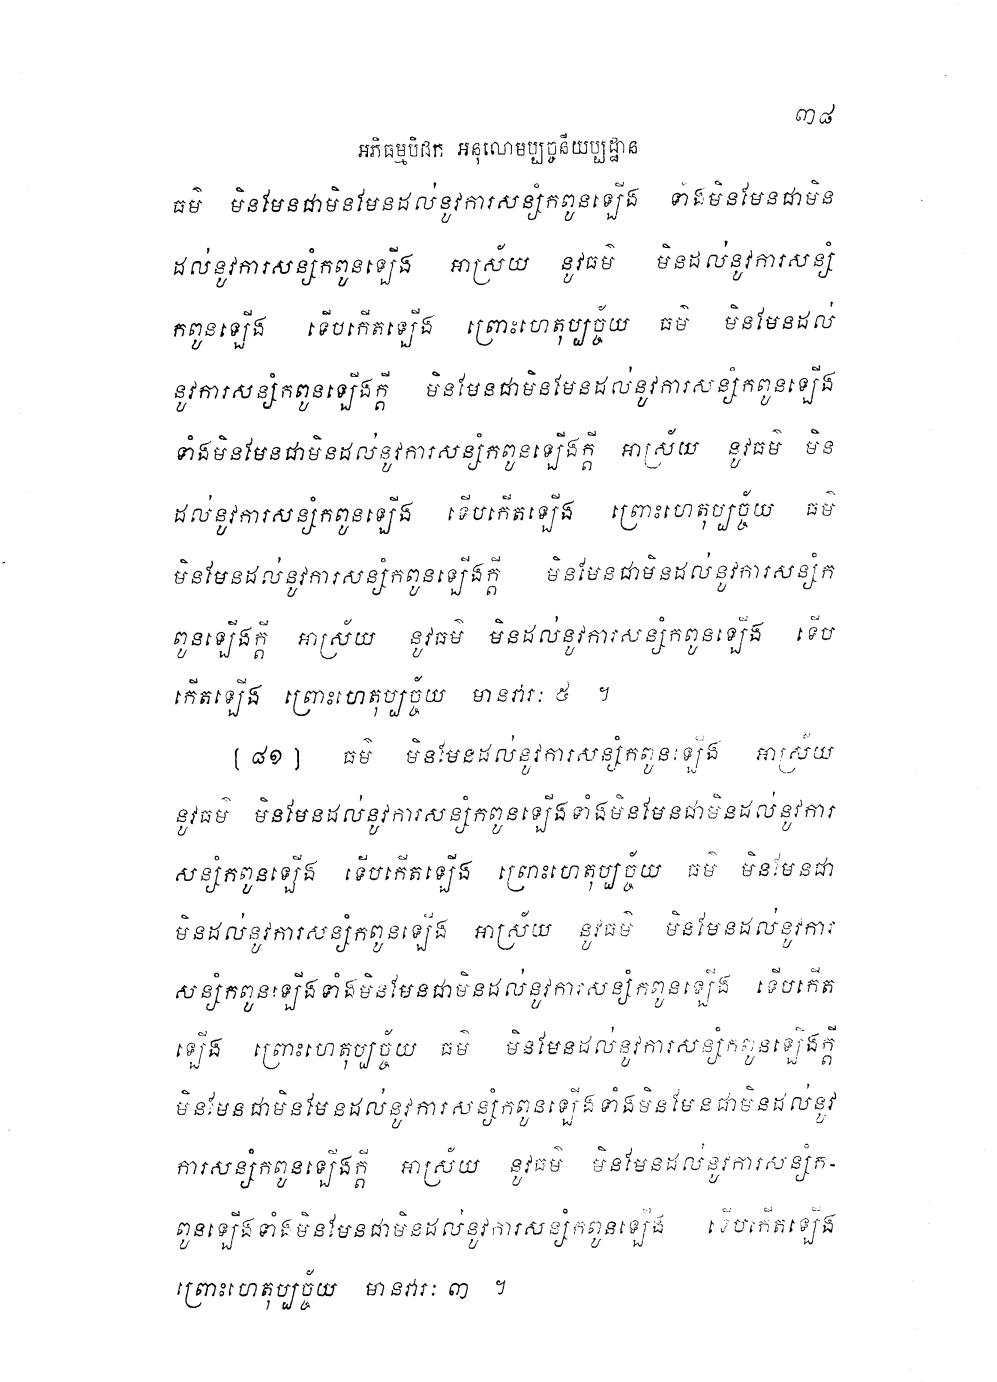 ៣៨
អភិធម្មបិដក អនុលោមប្បច្ចនីយប្បដ្ឋាន
ធម៌ មិនមែនជាមិនមែនដល់នូវការសន្សំកពូនឡើង ទាំងមិនមែនជាមិន
ដល់នូវការសន្សំកពូនឡើង អាស្រ័យ នូវធម៌ មិនដល់នូវការសន្សំ
កពូនឡើង ទើបកើតឡើង ព្រោះហេតុប្បច្ច័យ ធម៌ មិនមែនដល់
នូវការសន្សំកពូនឡើងក្តី មិនមែនជាមិនមែនដល់នូវការសន្សំកពូនឡើង
ទាំងមិនមែនជាមិនដល់នូវការសន្សំកពូនឡើងក្តី អាស្រ័យ នូវធម៌ មិន
ដល់នូវការសន្សំកពូនឡើង ទើបកើតឡើង ព្រោះហេតុប្បច្ច័យ ធម៌
មិនមែនដល់នូវការសន្សំកពូនឡើងក្តី មិនមែនជាមិនដល់នូវការសន្សំក
ពូនឡើងក្តី អាស្រ័យ នូវធម៌ មិនដល់នូវការសន្សំកពូនឡើង ទើប
កើតឡើង ព្រោះហេតុប្បច្ច័យ មានវារៈ ៥ ។
[៨១] ធម៌ មិនមែនដល់នូវការសន្សំកពូនឡើង អាស្រ័យ
នូវធម៌ មិនមែនដល់នូវការសន្សំកពូនឡើងទាំងមិនមែនជាមិនដល់នូវការ
សន្សំកពូនឡើង ទើបកើតឡើង ព្រោះហេតុប្បច្ច័យ ធម៌ មិនមែនជា
មិនដល់នូវការសន្សំកពូនឡើង អាស្រ័យ នូវធម៌ មិនមែនដល់នូវការ
សន្សំកពូនឡើងទាំងមិនមែនជាមិនដល់នូវការសន្សំកពូនឡើង ទើបកើត
ឡើង ព្រោះហេតុប្បច្ច័យ ធម៌ មិនមែនដល់នូវការសន្សំកពូនឡើងក្តី
មិនមែនជាមិនមែនដល់នូវការសន្សំកពូនឡើងទាំងមិនមែនជាមិនដល់នូវ
ការសន្សំកពូនឡើងក្តី អាស្រ័យ នូវធម៌ មិនមែនដល់នូវការសន្សំក-
ពូនឡើងទាំងមិនមែនជាមិនដល់នូវការសន្សំកពូនឡើង ទើបកើតឡើង
ព្រោះហេតុប្បច្ច័យ មានវារៈ ៣ ។